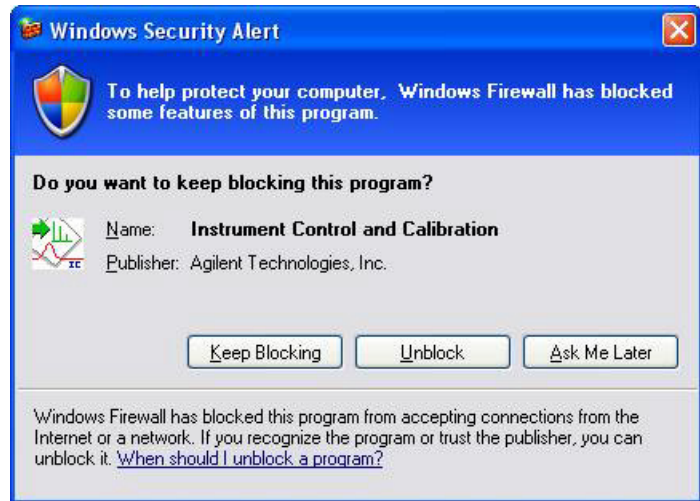 Windows Security Alert
To help protect your computer, Windows Firewall has blocked
some features of this program.
Do you want to keep blocking this program?
IC
Name: Instrument Control and Calibration
Publisher: Agilent Technologies, Inc.
Keep Blocking Unblock Ask Me Later
Windows Firewall has blocked this program from accepting connections from the
Internet or a network. If you recognize the program or trust the publisher, you can
unblock it. When should I unblock a program?